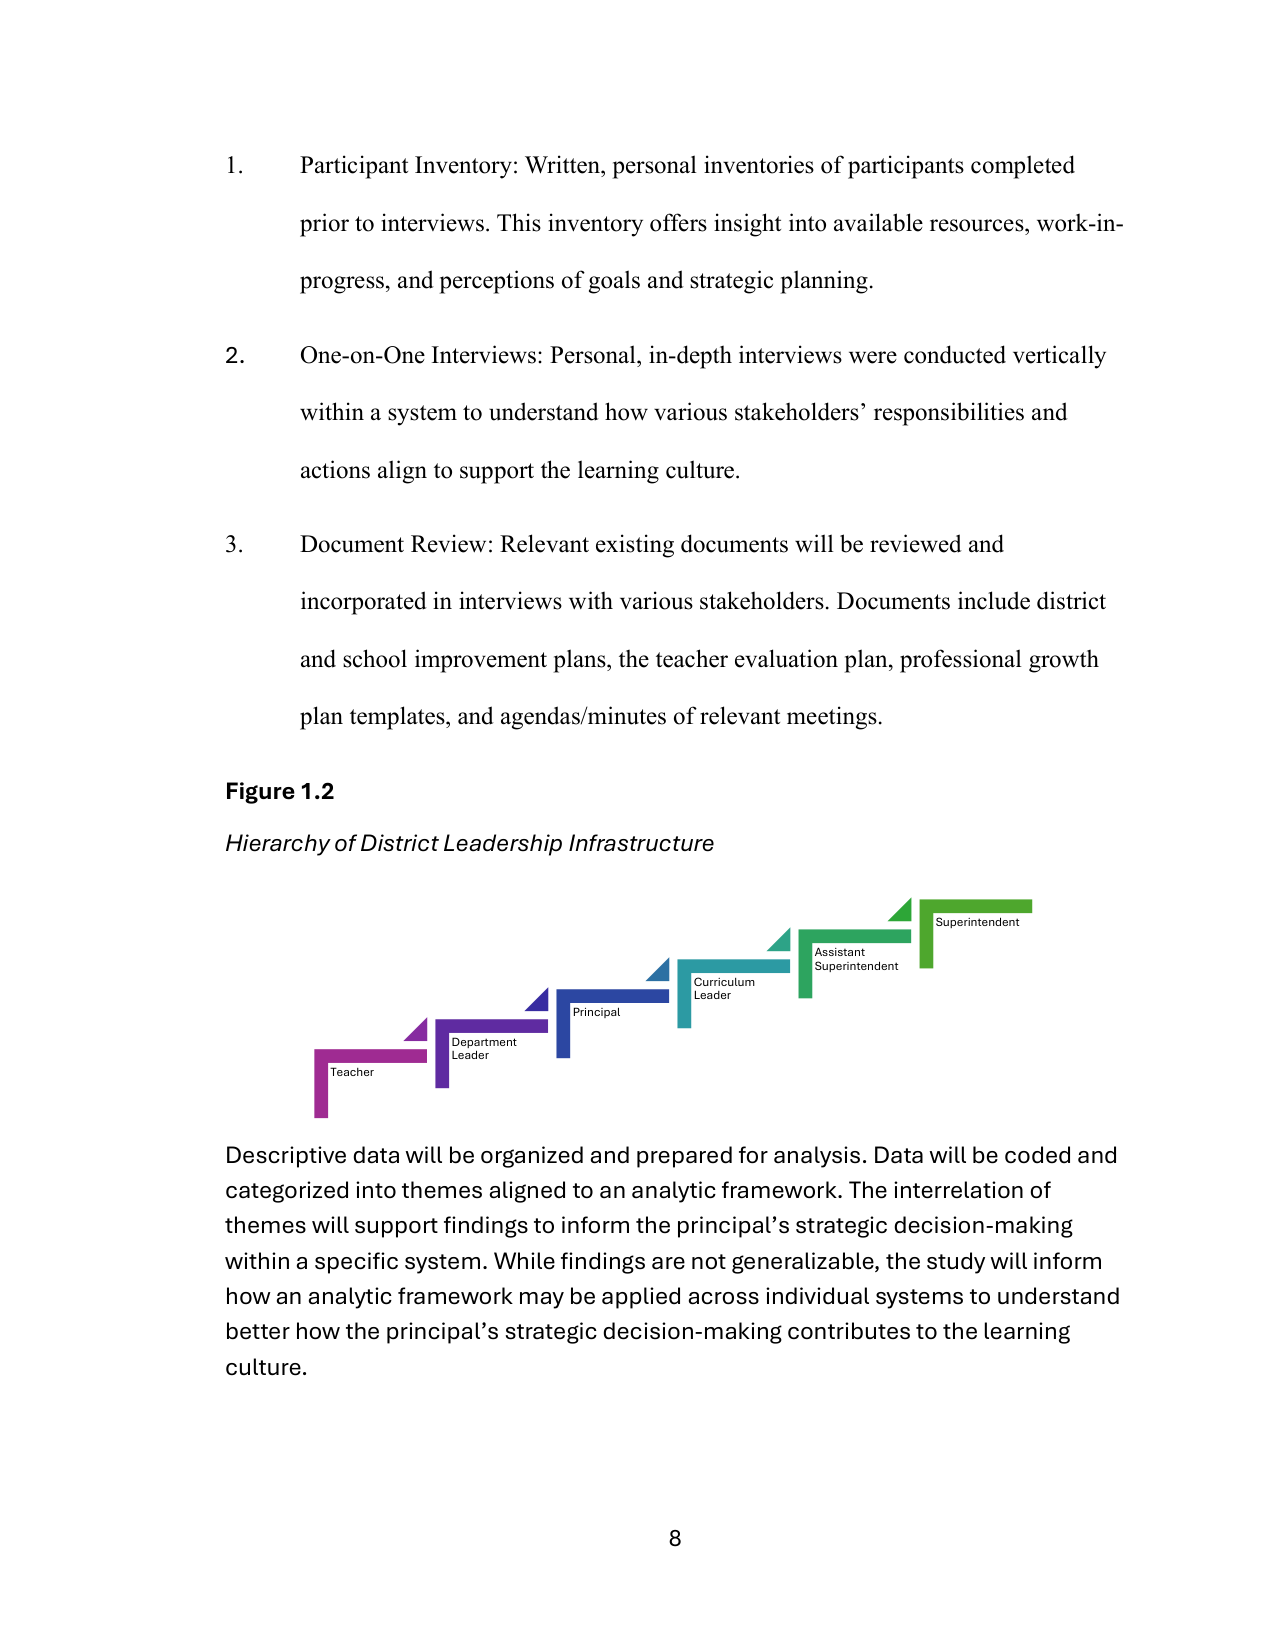 1. Participant Inventory: Written, personal inventories of participants completed
prior to interviews. This inventory offers insight into available resources, work-in-
progress, and perceptions of goals and strategic planning.
2. One-on-One Interviews: Personal, in-depth interviews were conducted vertically
within a system to understand how various stakeholders’ responsibilities and
actions align to support the learning culture.
3. Document Review: Relevant existing documents will be reviewed and
incorporated in interviews with various stakeholders. Documents include district
and school improvement plans, the teacher evaluation plan, professional growth
plan templates, and agendas/minutes of relevant meetings.
Figure 1.2
Hierarchy of District Leadership Infrastructure
Teacher
Department
Leader
Principal
Curriculum
Leader
Assistant
Superintendent
Superintendent
Descriptive data will be organized and prepared for analysis. Data will be coded and
categorized into themes aligned to an analytic framework. The interrelation of
themes will support findings to inform the principal’s strategic decision-making
within a specific system. While findings are not generalizable, the study will inform
how an analytic framework may be applied across individual systems to understand
better how the principal’s strategic decision-making contributes to the learning
culture.
8